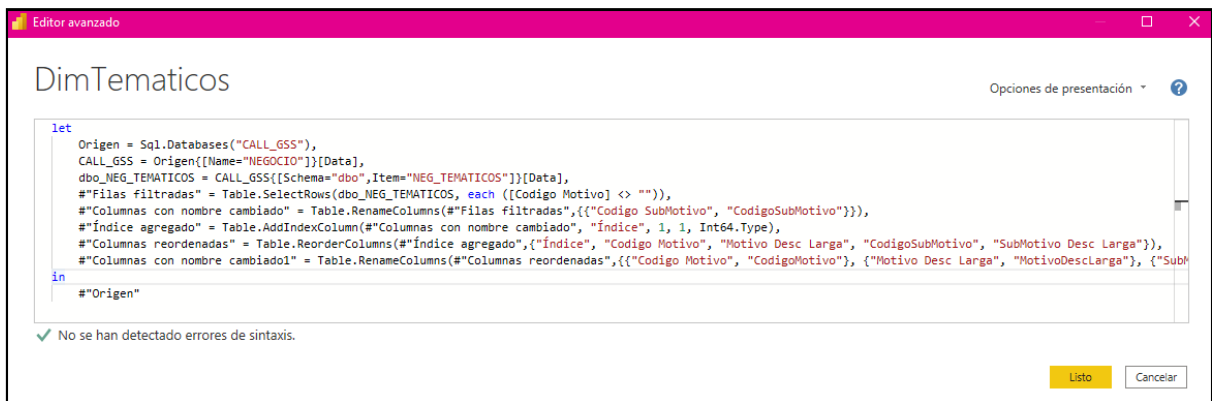 Editor avanzado
DimTematicos
Opciones de presentación
?
let
Origen = Sql.Databases("CALL_GSS"),
CALL_GSS = Origen{[Name="NEGOCIO"]}[Data],
dbo_NEG_TEMATICOS = CALL_GSS{[Schema="dbo",Item="NEG_TEMATICOS"]}[Data],
#"Filas filtradas" = Table.SelectRows(dbo_NEG_TEMATICOS, each ([Codigo Motivo] <> "")),
#"Columnas con nombre cambiado" = Table.RenameColumns(#"Filas filtradas",{{"Codigo SubMotivo", "CodigoSubMotivo"}}),
#"Índice agregado" = Table.AddIndexColumn(#"Columnas con nombre cambiado", "Índice", 1, 1, Int64.Type),
#"Columnas reordenadas" = Table.ReorderColumns(#"Índice agregado",{"Índice", "Codigo Motivo", "Motivo Desc Larga", "CodigoSubMotivo", "SubMotivo Desc Larga"}),
#"Columnas con nombre cambiado1" = Table.RenameColumns(#"Columnas reordenadas",{{"Codigo Motivo", "CodigoMotivo"}, {"Motivo Desc Larga", "MotivoDescLarga"}, {"SubM
in
#"Origen"
No se han detectado errores de sintaxis.
Listo
Cancelar